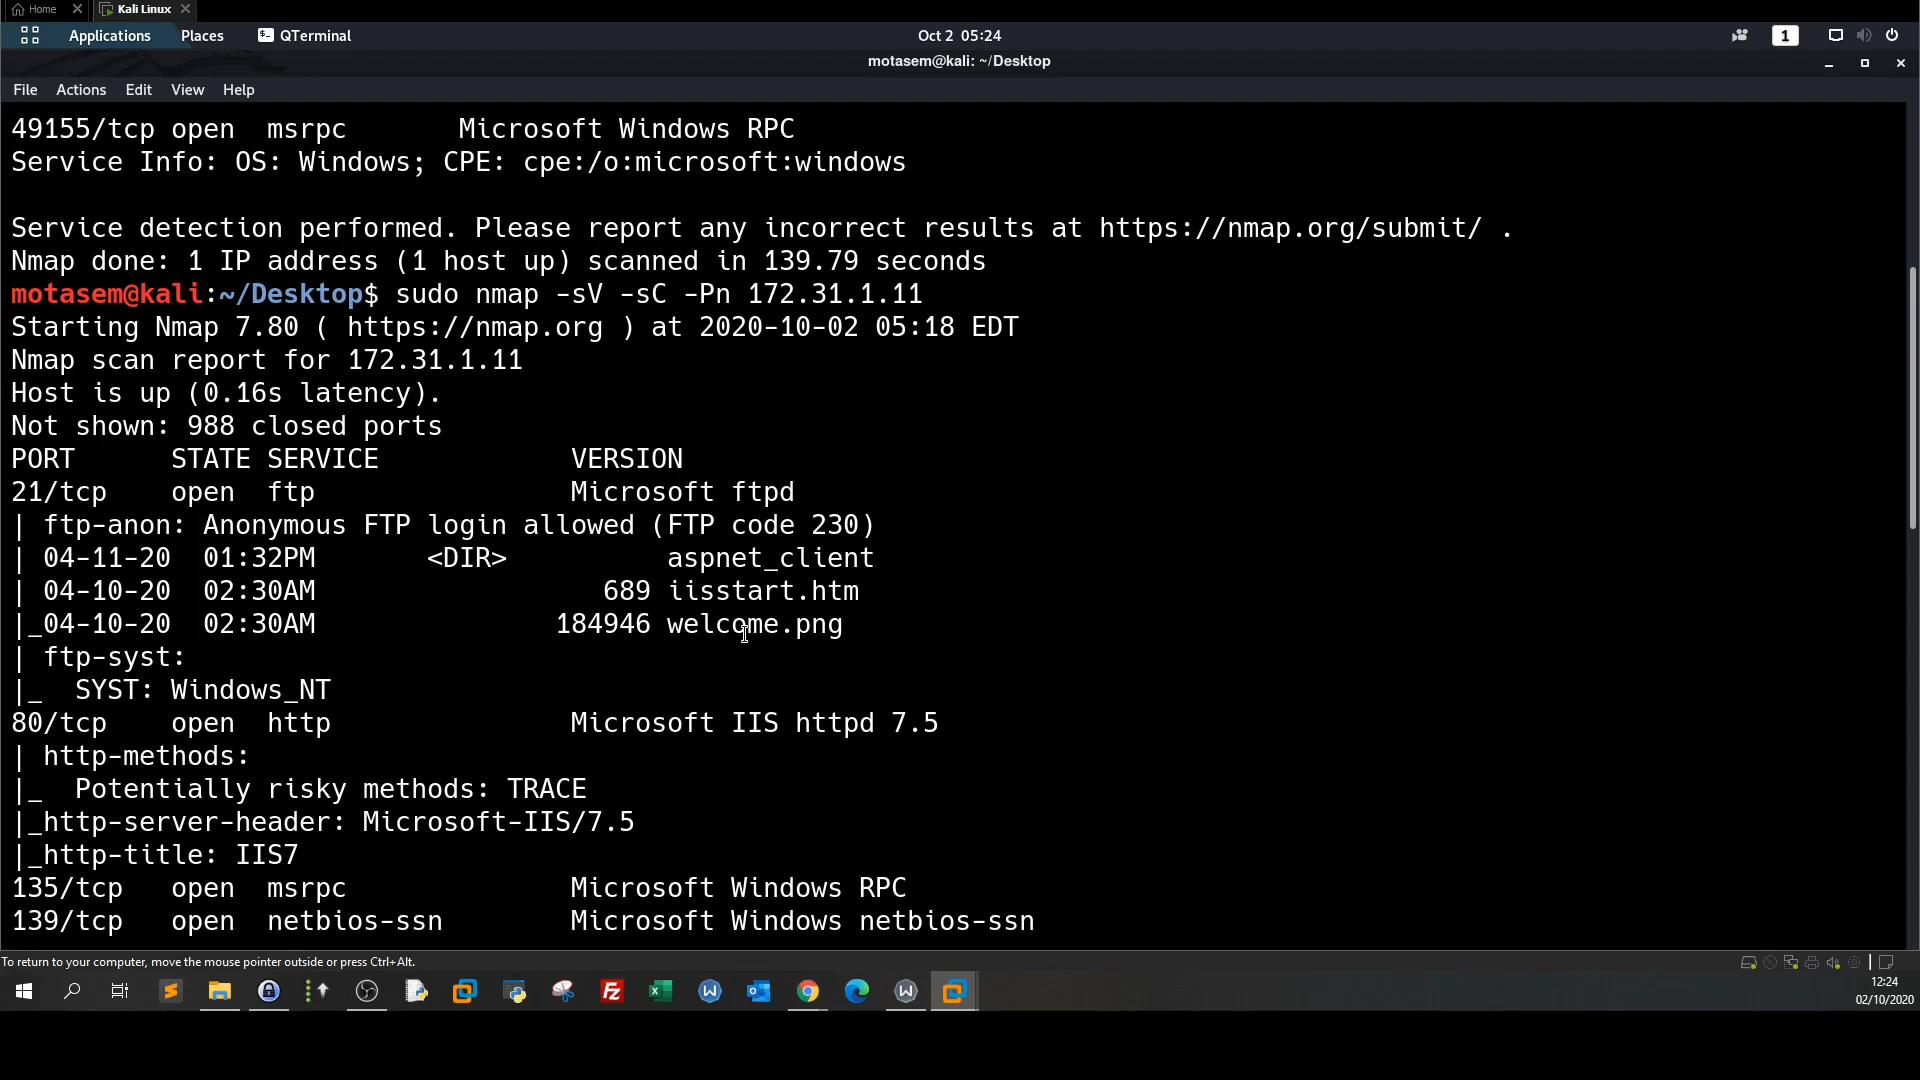 Home
Kali Linux
Applications Places QTerminal Oct 2 05:24 1
motasem@kali: ~/Desktop
File Actions Edit View Help
49155/tcp open  msrpc       Microsoft Windows RPC
Service Info: OS: Windows; CPE: cpe:/o:microsoft:windows
Service detection performed. Please report any incorrect results at https://nmap.org/submit/ .
Nmap done: 1 IP address (1 host up) scanned in 139.79 seconds
motasem@kali:~/Desktop$ sudo nmap -sV -sC -Pn 172.31.1.11
Starting Nmap 7.80 ( https://nmap.org ) at 2020-10-02 05:18 EDT
Nmap scan report for 172.31.1.11
Host is up (0.16s latency).
Not shown: 988 closed ports
PORT      STATE SERVICE            VERSION
21/tcp    open  ftp                Microsoft ftpd
| ftp-anon: Anonymous FTP login allowed (FTP code 230)
| 04-11-20  01:32PM       <DIR>          aspnet_client
| 04-10-20  02:30AM                  689 iisstart.htm
|_04-10-20  02:30AM               184946 welcome.png
| ftp-syst:
|_  SYST: Windows_NT
80/tcp    open  http               Microsoft IIS httpd 7.5
| http-methods:
|_  Potentially risky methods: TRACE
|_http-server-header: Microsoft-IIS/7.5
|_http-title: IIS7
135/tcp   open  msrpc              Microsoft Windows RPC
139/tcp   open  netbios-ssn        Microsoft Windows netbios-ssn
To return to your computer, move the mouse pointer outside or press Ctrl+Alt.
12:24
02/10/2020